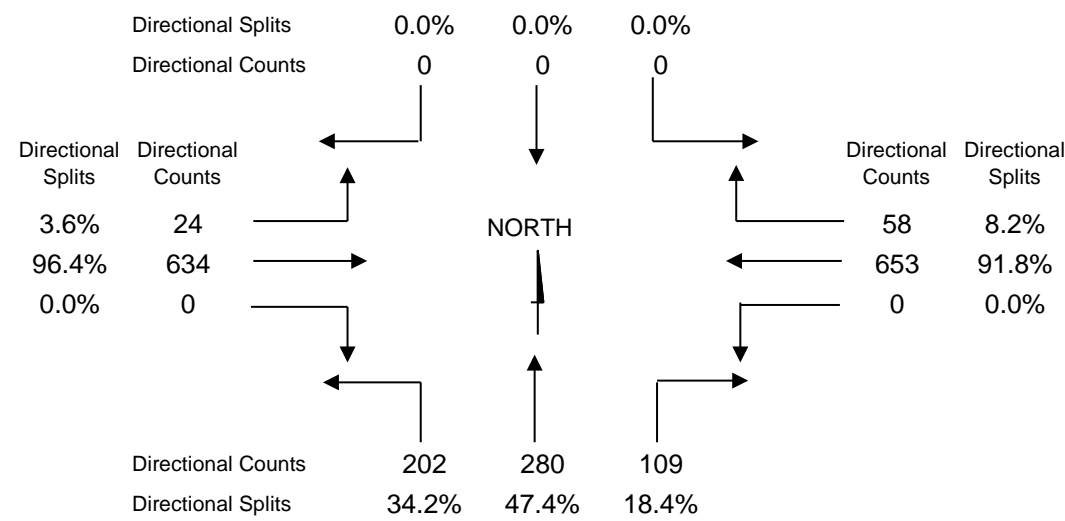 Directional Splits 0.0% 0.0% 0.0%
Directional Counts 0 0 0
Directional Directional Directional Directional
Splits Counts Counts Splits
3.6% 24 58 8.2%
NORTH
96.4% 634 653 91.8%
0.0% 0 0 0.0%
Directional Counts 202 280 109
Directional Splits 34.2% 47.4% 18.4%